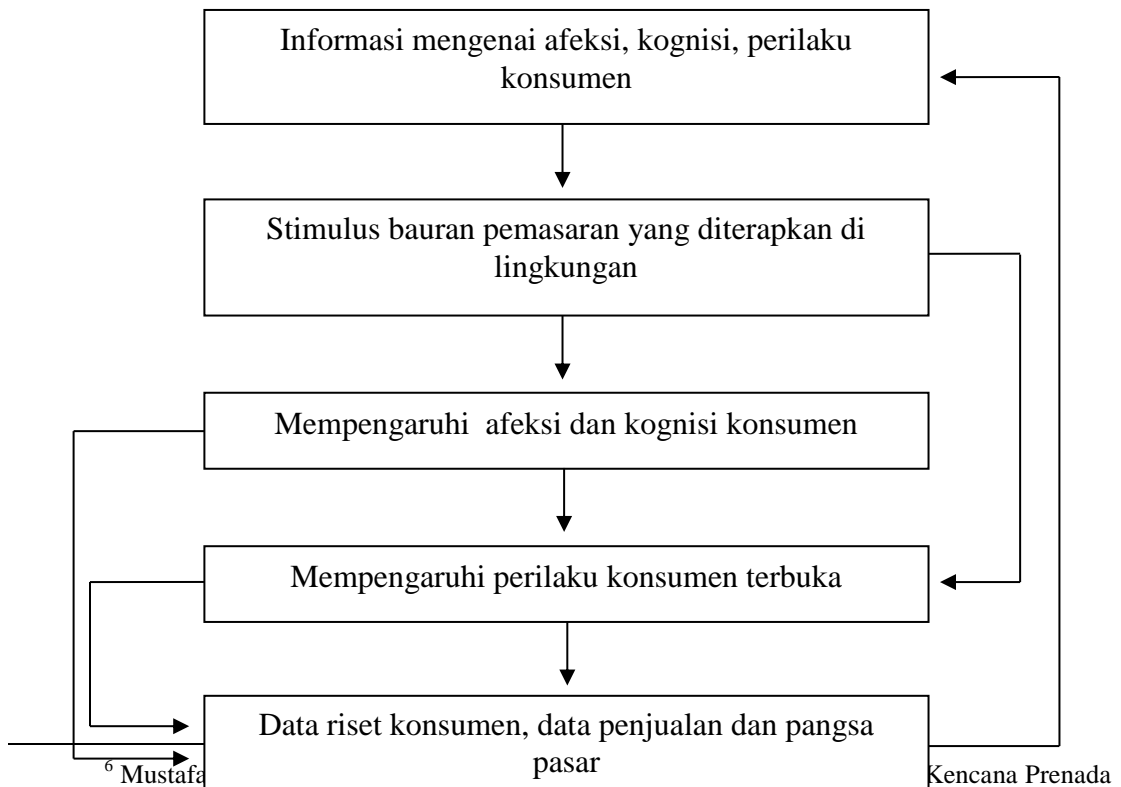 Informasi mengenai afeksi, kognisi, perilaku
konsumen
Stimulus bauran pemasaran yang diterapkan di
lingkungan
Mempengaruhi afeksi dan kognisi konsumen
Mempengaruhi perilaku konsumen terbuka
Data riset konsumen, data penjualan dan pangsa
pasar
6 Mustafa Kencana Prenada